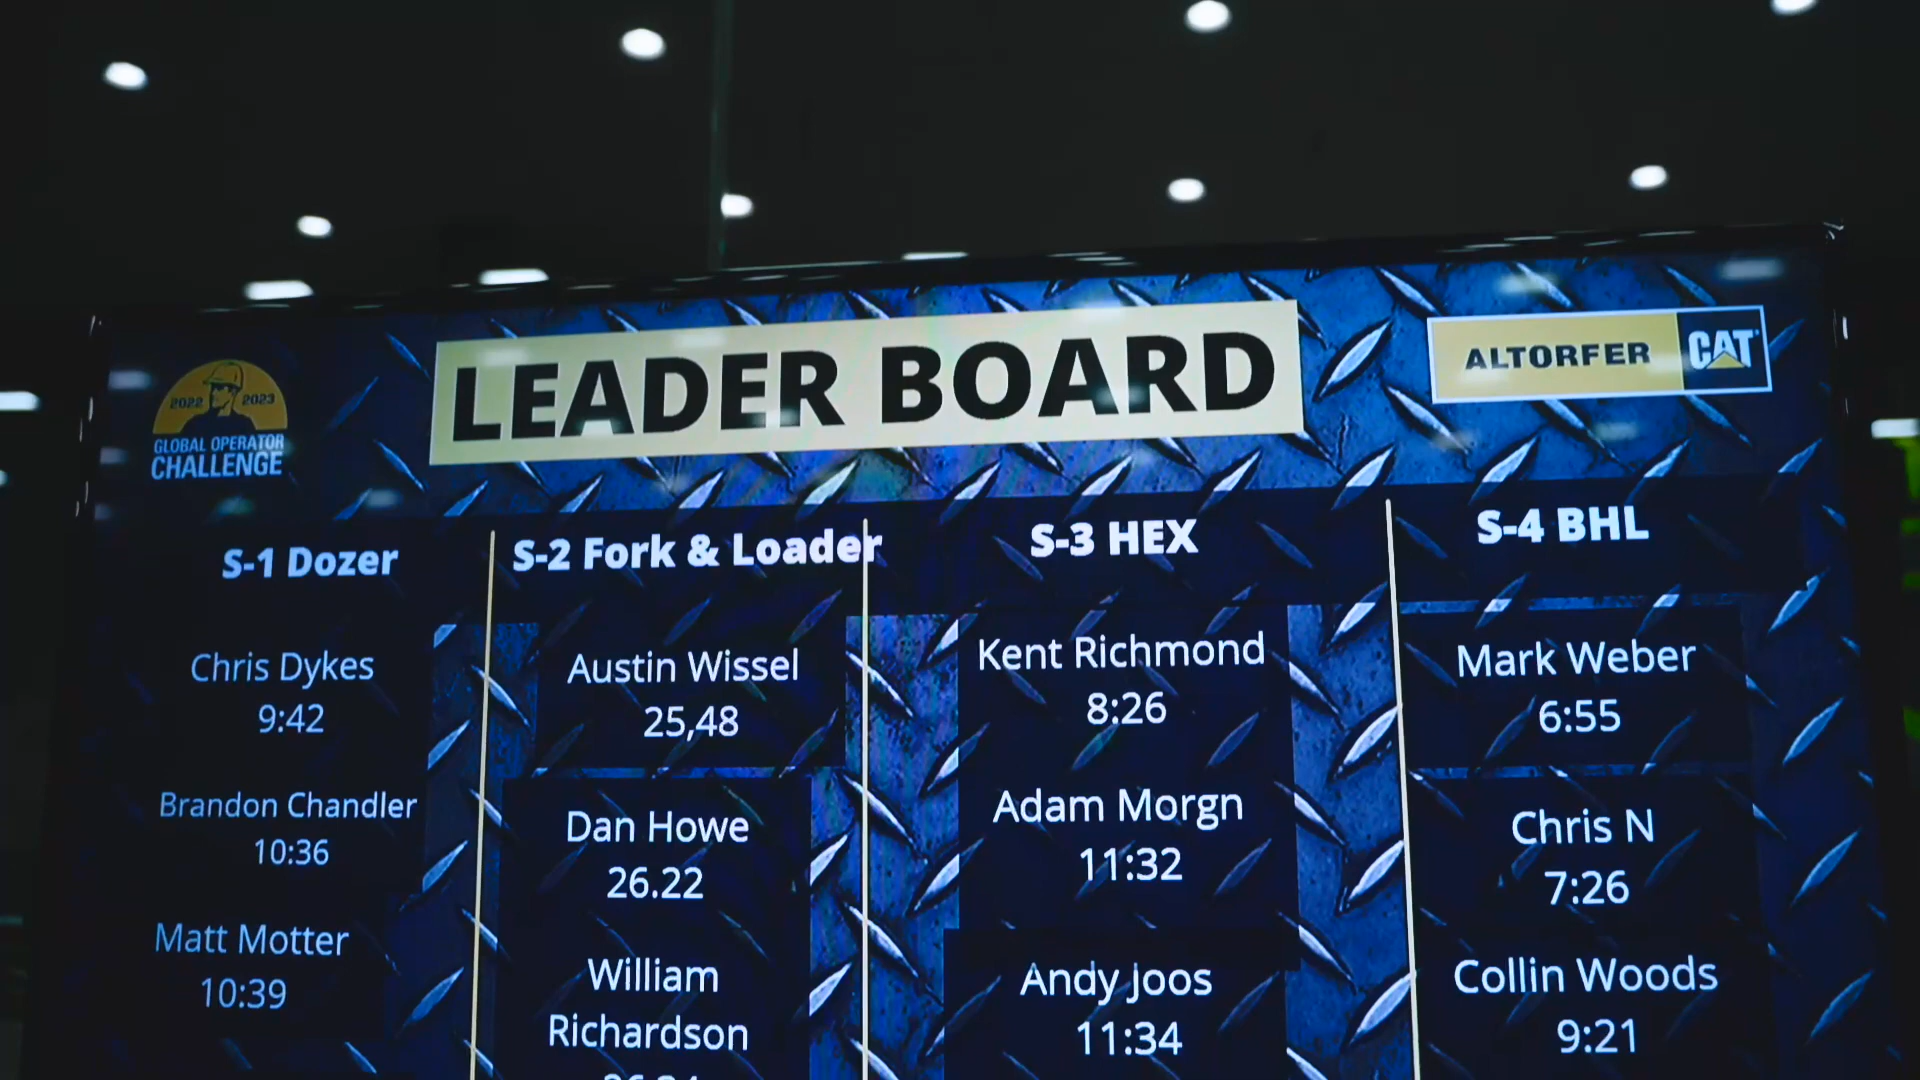 LEADER BOARD
2022 2023
GLOBAL OPERATOR
CHALLENGE
ALTORFER CAT
S-1 Dozer
Chris Dykes
9:42
Brandon Chandler
10:36
Matt Motter
10:39
S-2 Fork & Loader
Austin Wissel
25,48
Dan Howe
26.22
William
Richardson
S-3 HEX
Kent Richmond
8:26
Adam Morgn
11:32
Andy Joos
11:34
S-4 BHL
Mark Weber
6:55
Chris N
7:26
Collin Woods
9:21